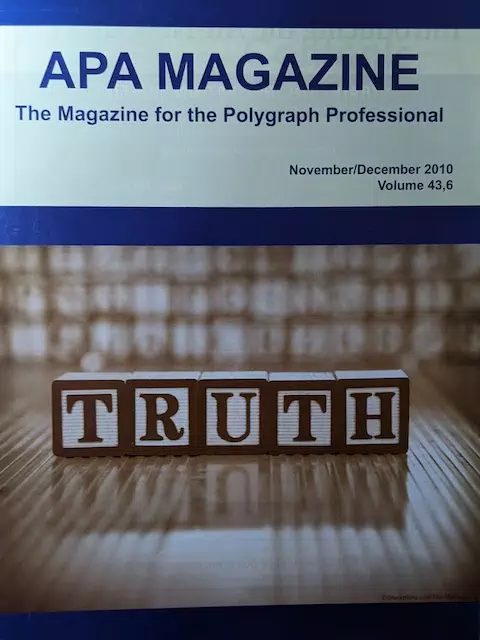 APA MAGAZINE
The Magazine for the Polygraph Professional
November/December 2010
Volume 43,6
TRUTH